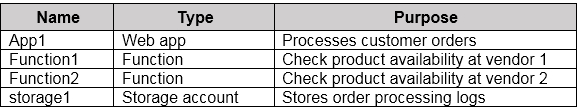 Name Type Purpose
App1 Web app Processes customer orders
Function1 Function Check product availability at vendor 1
Function2 Function Check product availability at vendor 2
storage1 Storage account Stores order processing logs